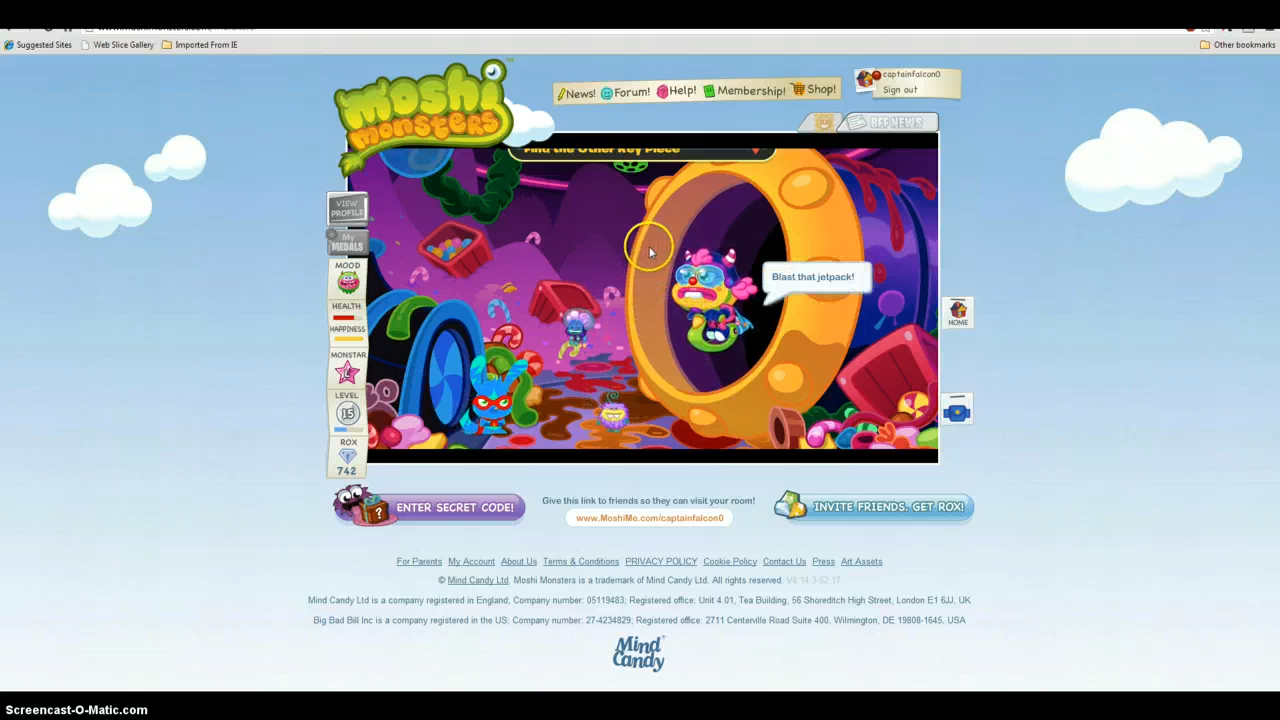 Suggested Sites
Web Slice Gallery
Imported From IE
Other bookmarks
moshi
monsters
News!
Forum!
Help!
Membership!
Shop!
captainfalcon0
Sign out
BFF NEWS
Find the Other Key Piece
VIEW
PROFILE
My
MEDALS
MOOD
HEALTH
HAPPINESS
MONSTAR
LEVEL
15
ROX
742
Blast that jetpack!
HOME
?
ENTER SECRET CODE!
Give this link to friends so they can visit your room!
www.MoshiMe.com/captainfalcon0
INVITE FRIENDS. GET ROX!
For Parents My Account About Us Terms & Conditions PRIVACY POLICY Cookie Policy Contact Us Press Art Assets
© Mind Candy Ltd. Moshi Monsters is a trademark of Mind Candy Ltd. All rights reserved. V4.14.3-52.17
Mind Candy Ltd is a company registered in England; Company number: 05119483; Registered office: Unit 4.01, Tea Building, 56 Shoreditch High Street, London E1 6JJ, UK
Big Bad Bill Inc is a company registered in the US; Company number: 27-4234829; Registered office: 2711 Centerville Road Suite 400, Wilmington, DE 19808-1645, USA
Mind
Candy
Screencast-O-Matic.com